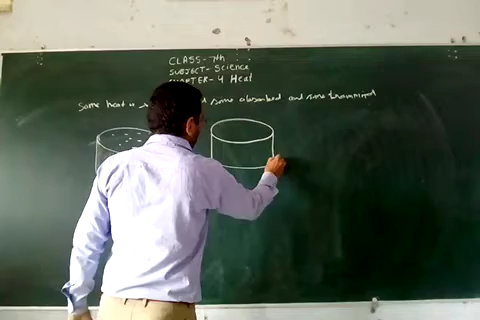 CLASS-7th
SUBJECT-Science
CHAPTER-4 Heat
Some heat is some absorbed and some transmitted